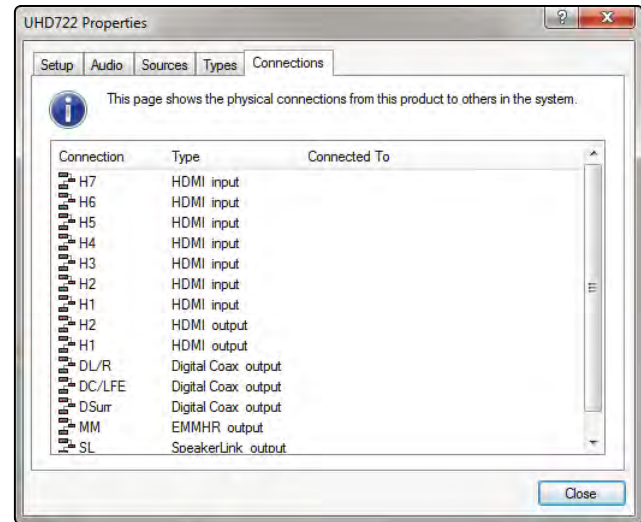 UHD722 Properties
Setup Audio Sources Types Connections
This page shows the physical connections from this product to others in the system.
Connection Type Connected To
H7 HDMI input
H6 HDMI input
H5 HDMI input
H4 HDMI input
H3 HDMI input
H2 HDMI input
H1 HDMI input
H2 HDMI output
H1 HDMI output
DL/R Digital Coax output
DC/LFE Digital Coax output
DSurr Digital Coax output
MM EMMHR output
SL SpeakerLink output
Close